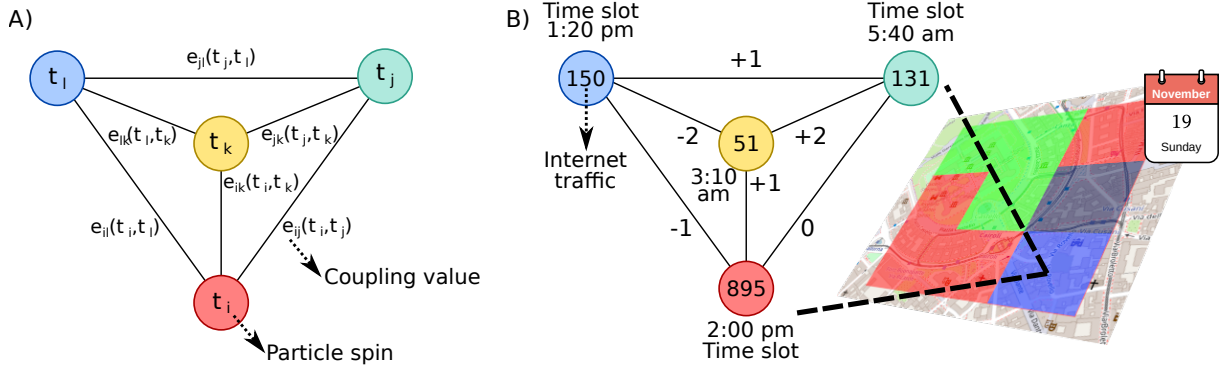 A)
t l
e jl (t j ,t l )
t j
e lk (t l ,t k )
t k
e jk (t j ,t k )
e ik (t i ,t k )
e il (t i ,t l )
e ij (t i ,t j )
Coupling value
t i
Particle spin
B)
Time slot
1:20 pm
Time slot
5:40 am
150
+1
131
-2
51
+2
Internet
traffic
3:10
am
+1
-1
0
895
2:00 pm
Time slot
November
19
Sunday